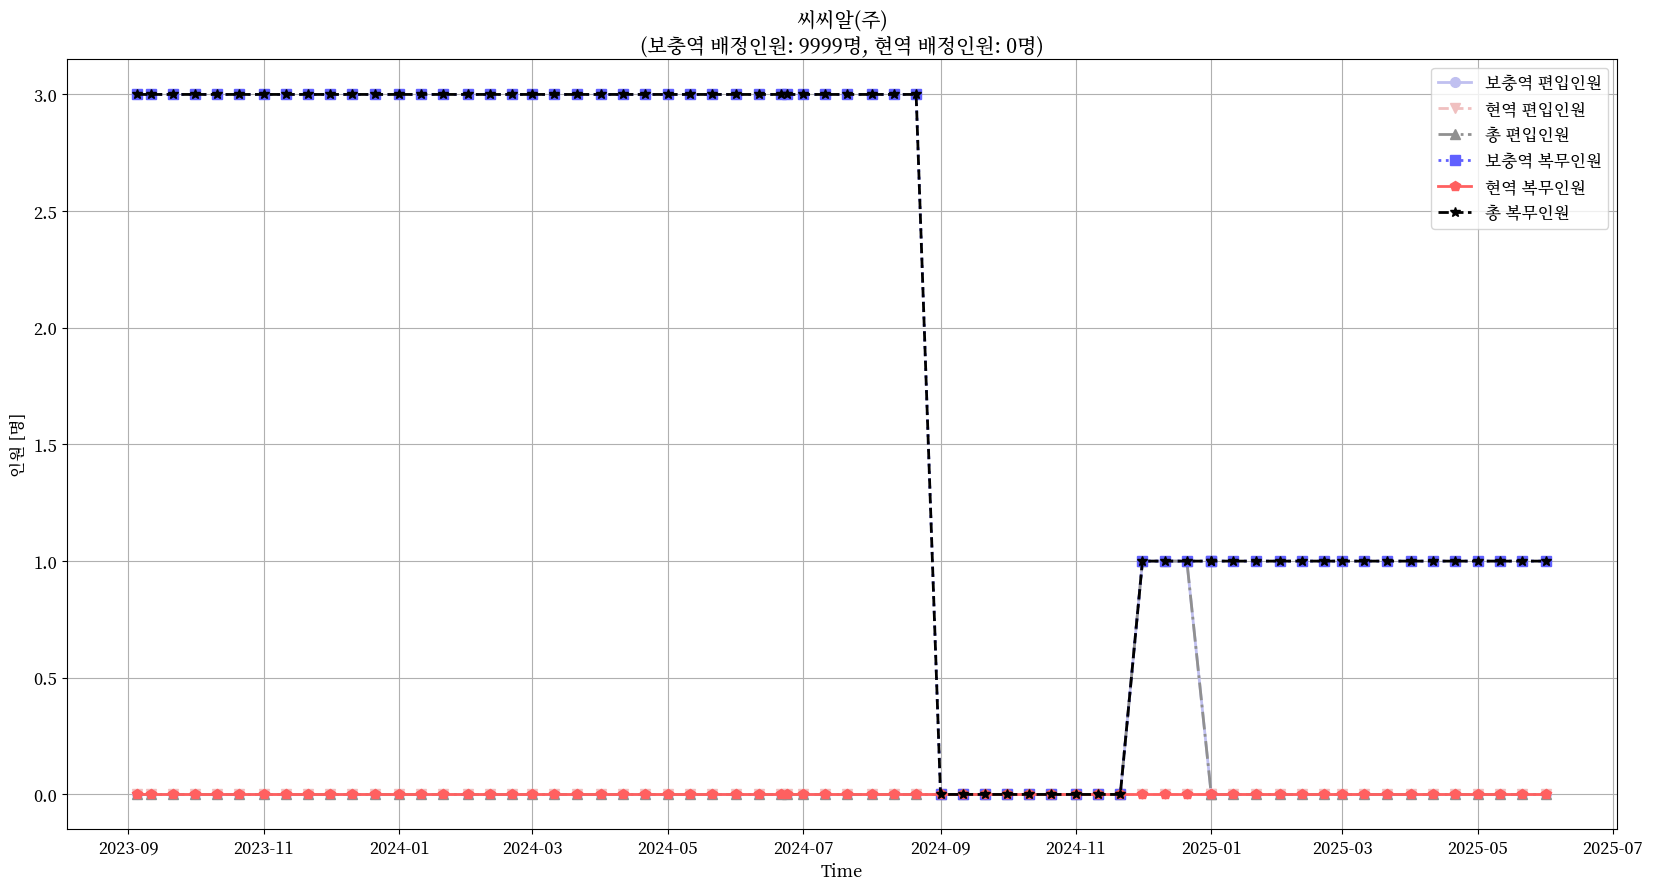 씨씨알(주)
(보충역 배정인원: 9999명, 현역 배정인원: 0명)
보충역 편입인원
현역 편입인원
총 편입인원
보충역 복무인원
현역 복무인원
총 복무인원
3.0
2.5
2.0
1.5
1.0
0.5
0.0
인원 [명]
2023-09 2023-11 2024-01 2024-03 2024-05 2024-07 2024-09 2024-11 2025-01 2025-03 2025-05 2025-07
Time